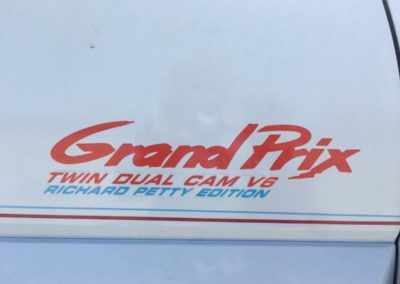 Grand Prix
TWIN DUAL CAM V6
RICHARD PETTY EDITION